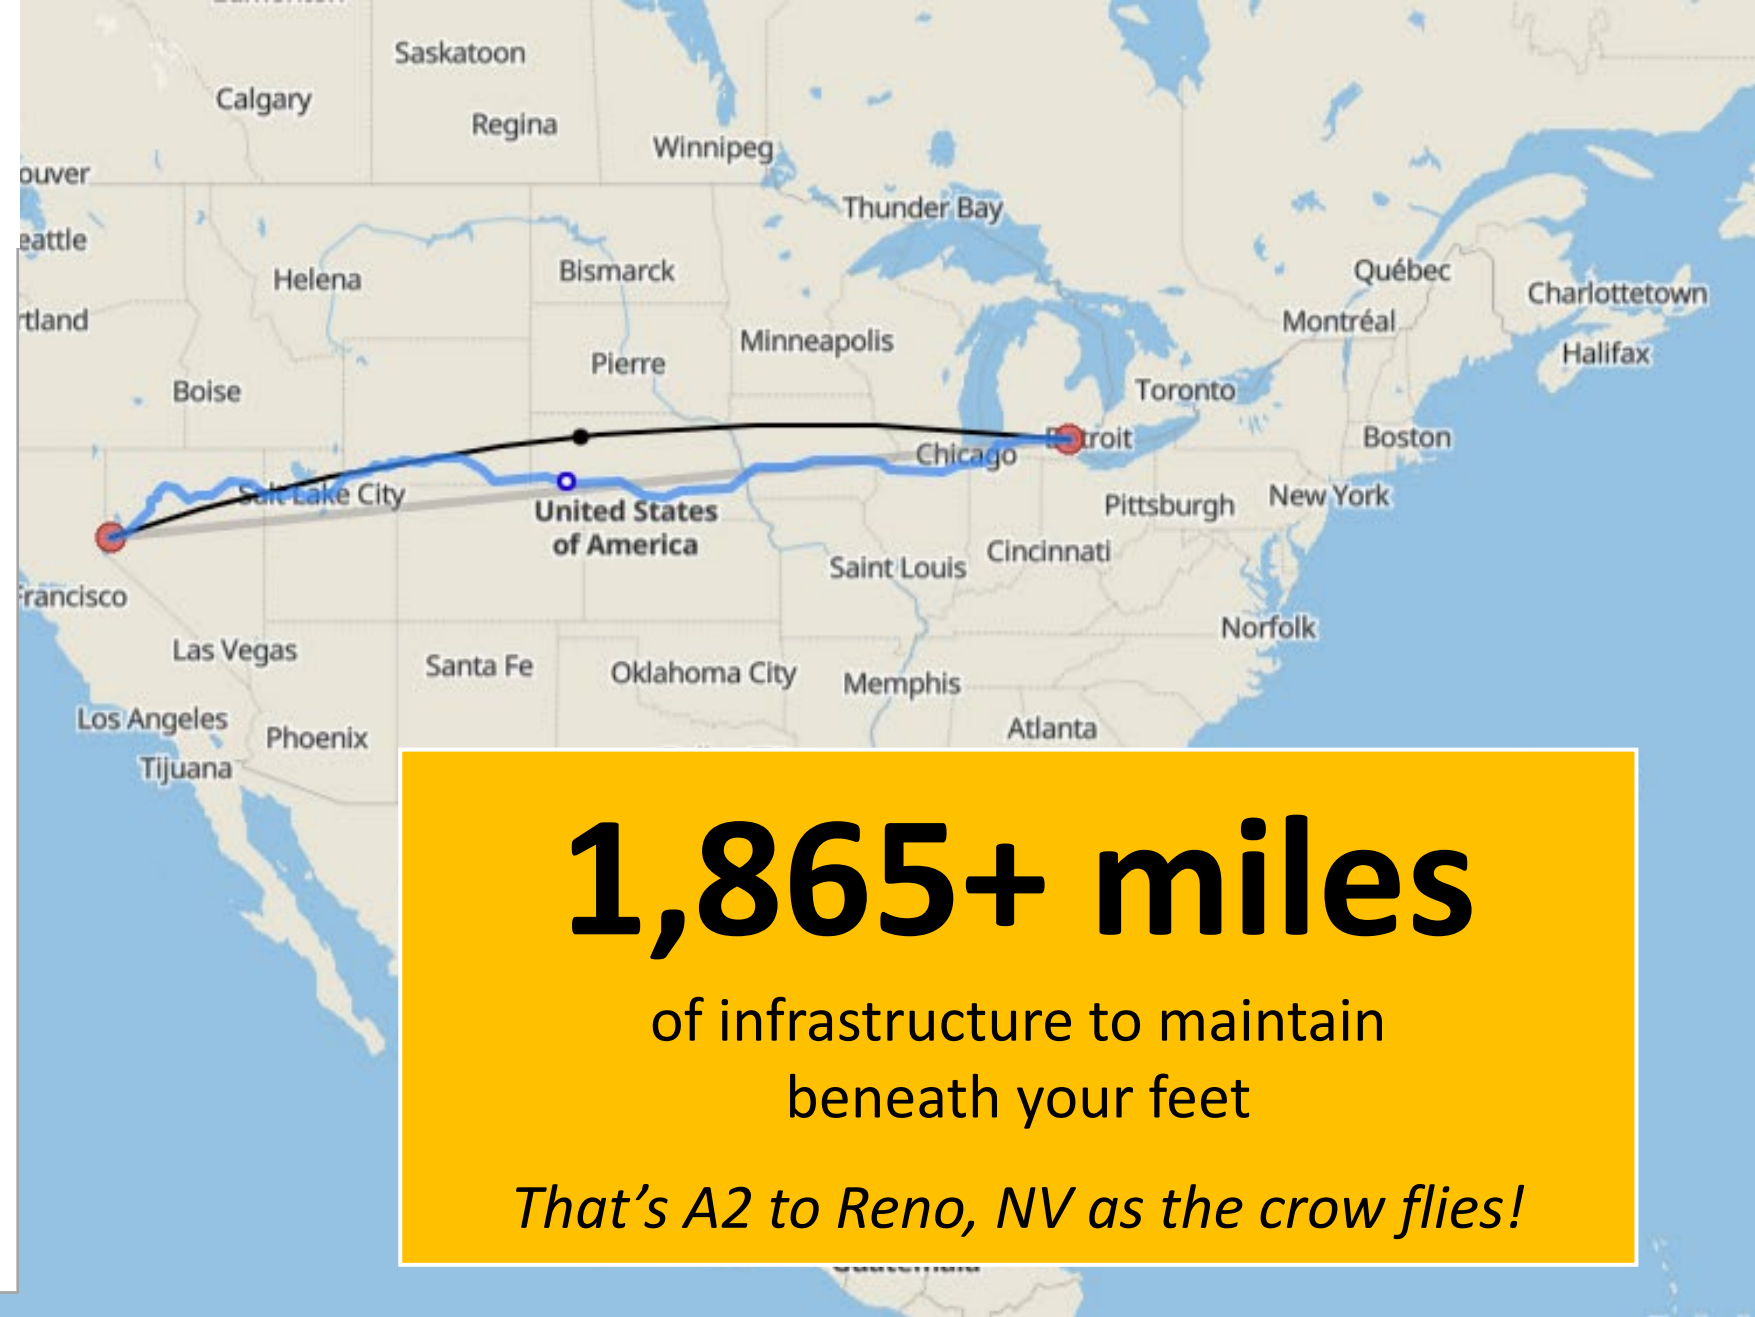 Saskatoon
Calgary
Regina
Winnipeg
ouver
Thunder Bay
eattle
Helena
Bismarck
Québec
Charlottetown
rtland
Montréal
Minneapolis
Halifax
Pierre
Boise
Toronto
Detroit
Boston
Chicago
Salt Lake City
New York
Pittsburgh
United States
of America
Cincinnati
Saint Louis
Francisco
Norfolk
Las Vegas
Santa Fe
Oklahoma City
Memphis
Los Angeles
Atlanta
Phoenix
Tijuana
1,865+ miles
of infrastructure to maintain
beneath your feet
That’s A2 to Reno, NV as the crow flies!
Guatemala